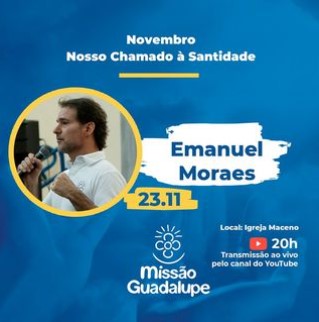 Novembro
Nosso Chamado à Santidade
Emanuel
Moraes
23.11
Local: Igreja Maceno
20h
Transmissão ao vivo
pelo canal do YouTube
Missão
Guadalupe